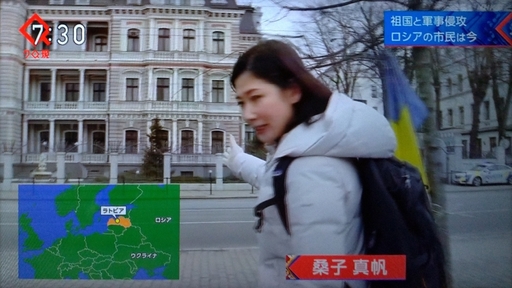 7:30
祖国と軍事侵攻
ロシアの市民は今
ラトビア
ロシア
ウクライナ
桑子 真帆